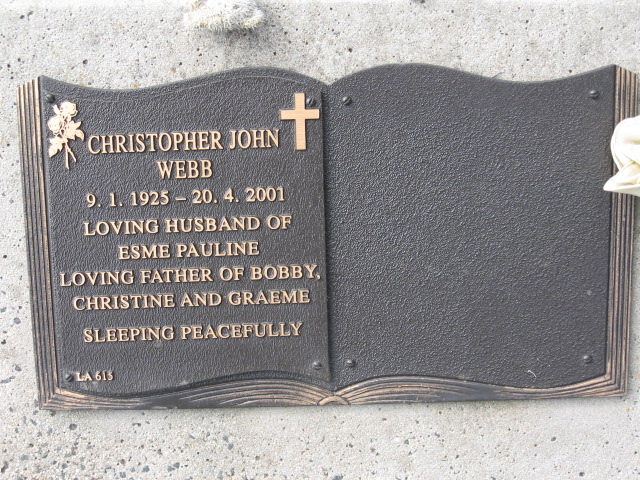 CHRISTOPHER JOHN
WEBB
9. 1. 1925 – 20. 4. 2001
LOVING HUSBAND OF
ESME PAULINE
LOVING FATHER OF BOBBY,
CHRISTINE AND GRAEME
SLEEPING PEACEFULLY
LA 615